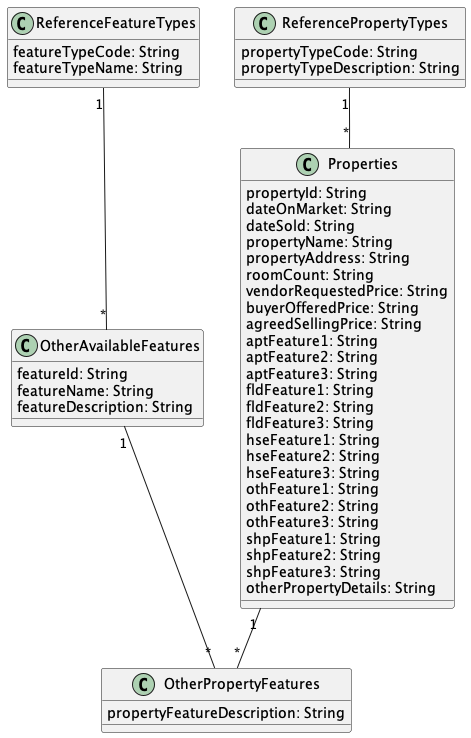 C ReferenceFeatureTypes
featureTypeCode: String
featureTypeName: String
C ReferencePropertyTypes
propertyTypeCode: String
propertyTypeDescription: String
1
*
1
*
C Properties
propertyId: String
dateOnMarket: String
dateSold: String
propertyName: String
propertyAddress: String
roomCount: String
vendorRequestedPrice: String
buyerOfferedPrice: String
agreedSellingPrice: String
aptFeature1: String
aptFeature2: String
aptFeature3: String
fldFeature1: String
fldFeature2: String
fldFeature3: String
hseFeature1: String
hseFeature2: String
hseFeature3: String
othFeature1: String
othFeature2: String
othFeature3: String
shpFeature1: String
shpFeature2: String
shpFeature3: String
otherPropertyDetails: String
C OtherAvailableFeatures
featureId: String
featureName: String
featureDescription: String
1
*
1
*
C OtherPropertyFeatures
propertyFeatureDescription: String